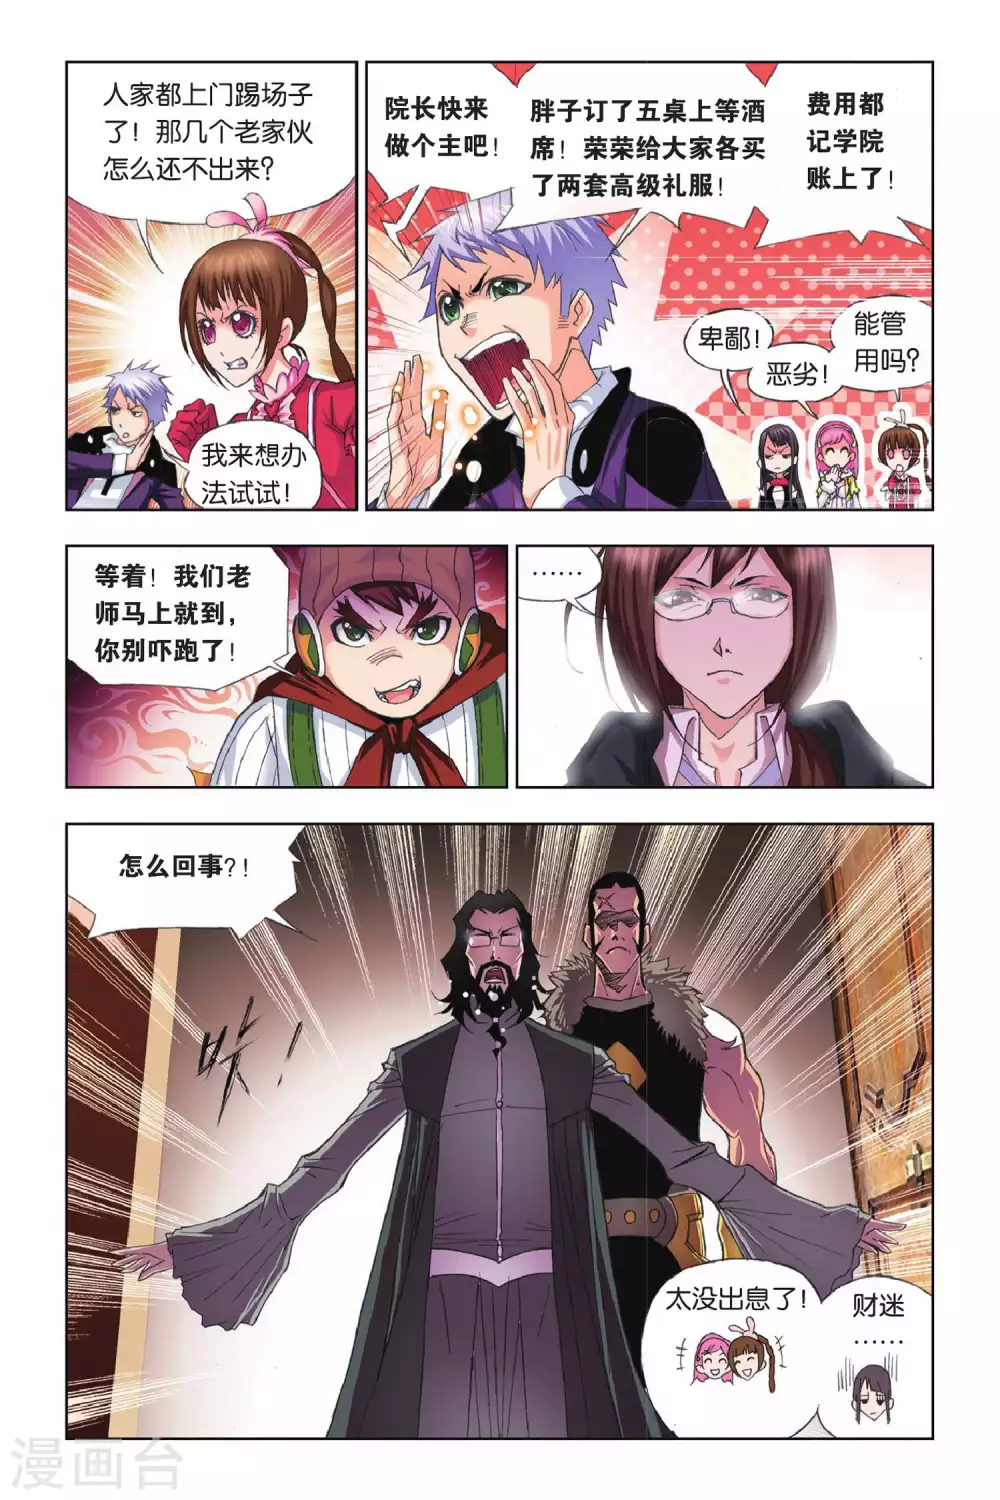 人家都上门踢场子
了！那几个老家伙
怎么还不出来？
我来想办
法试试！
院长快来
做个主吧！
胖子订了五桌上等酒
席！荣荣给大家各买
了两套高级礼服！
费用都
记学院
账上了！
卑鄙！
恶劣！
能管
用吗？
等着！我们老
师马上就到，
你别吓跑了！
……
怎么回事？！
太没出息了！
财迷
……
漫画台